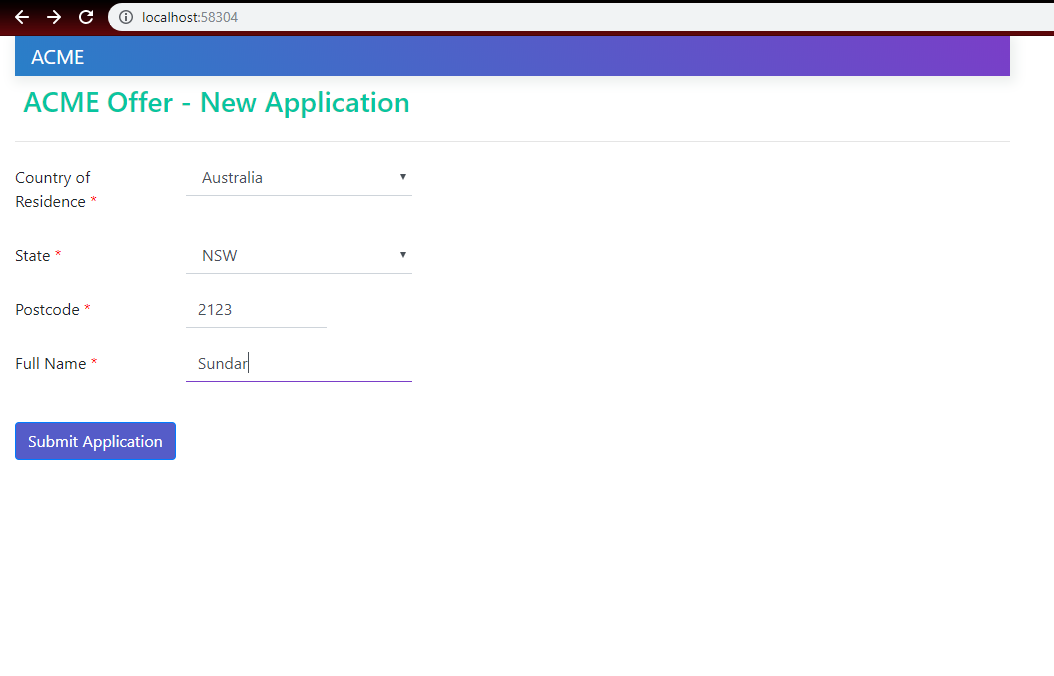 localhost:58304
ACME
ACME Offer - New Application
Country of
Residence *
Australia
State *
NSW
Postcode *
2123
Full Name *
Sundar
Submit Application